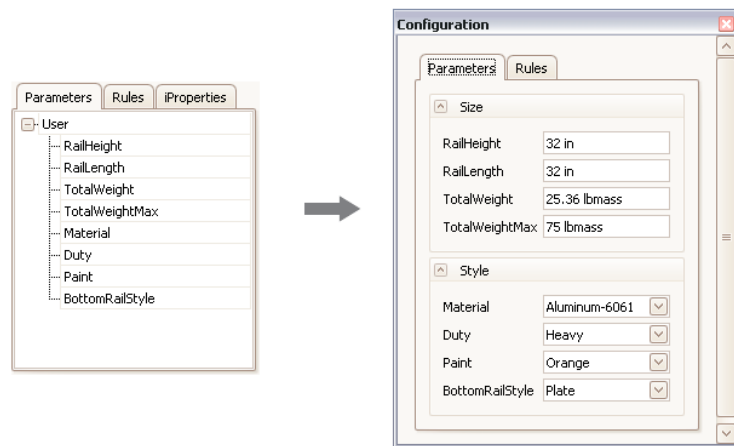 Parameters Rules iProperties
User
RailHeight
RailLength
TotalWeight
TotalWeightMax
Material
Duty
Paint
BottomRailStyle
Configuration
Parameters Rules
Size
RailHeight 32 in
RailLength 32 in
TotalWeight 25.36 lbmass
TotalWeightMax 75 lbmass
Style
Material Aluminum-6061
Duty Heavy
Paint Orange
BottomRailStyle Plate